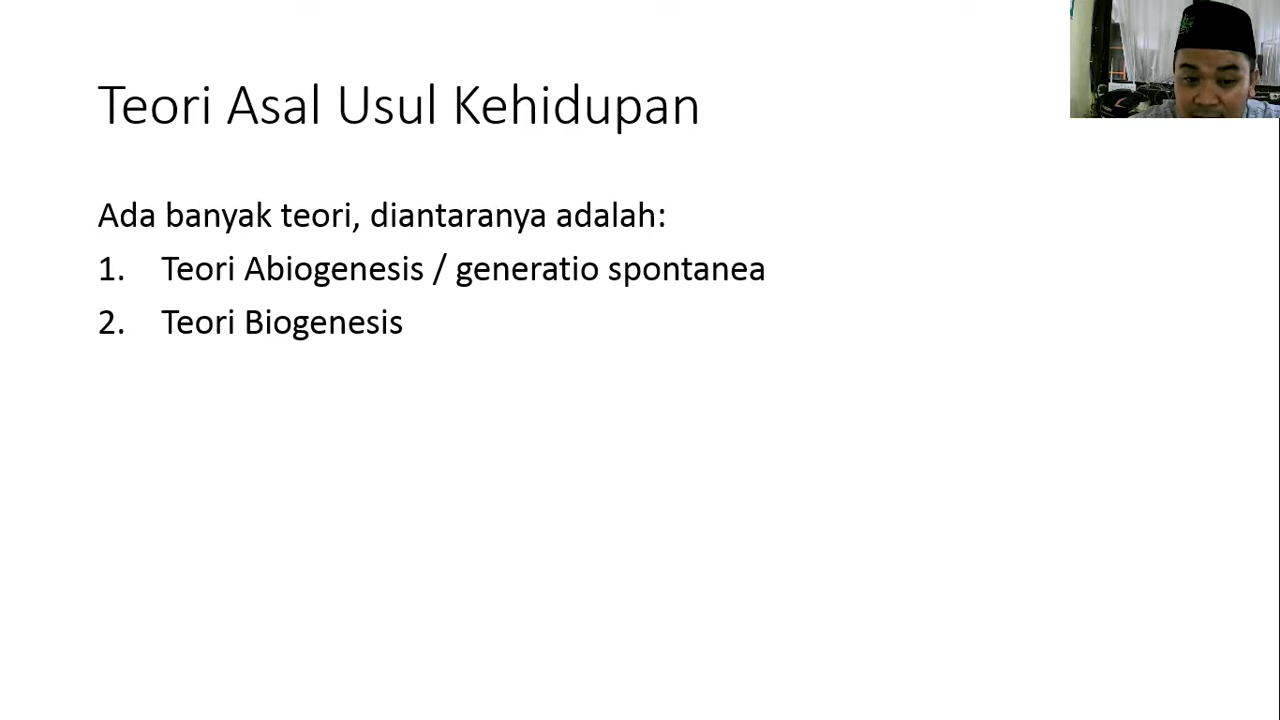 Teori Asal Usul Kehidupan
Ada banyak teori, diantaranya adalah:
1. Teori Abiogenesis / generatio spontanea
2. Teori Biogenesis